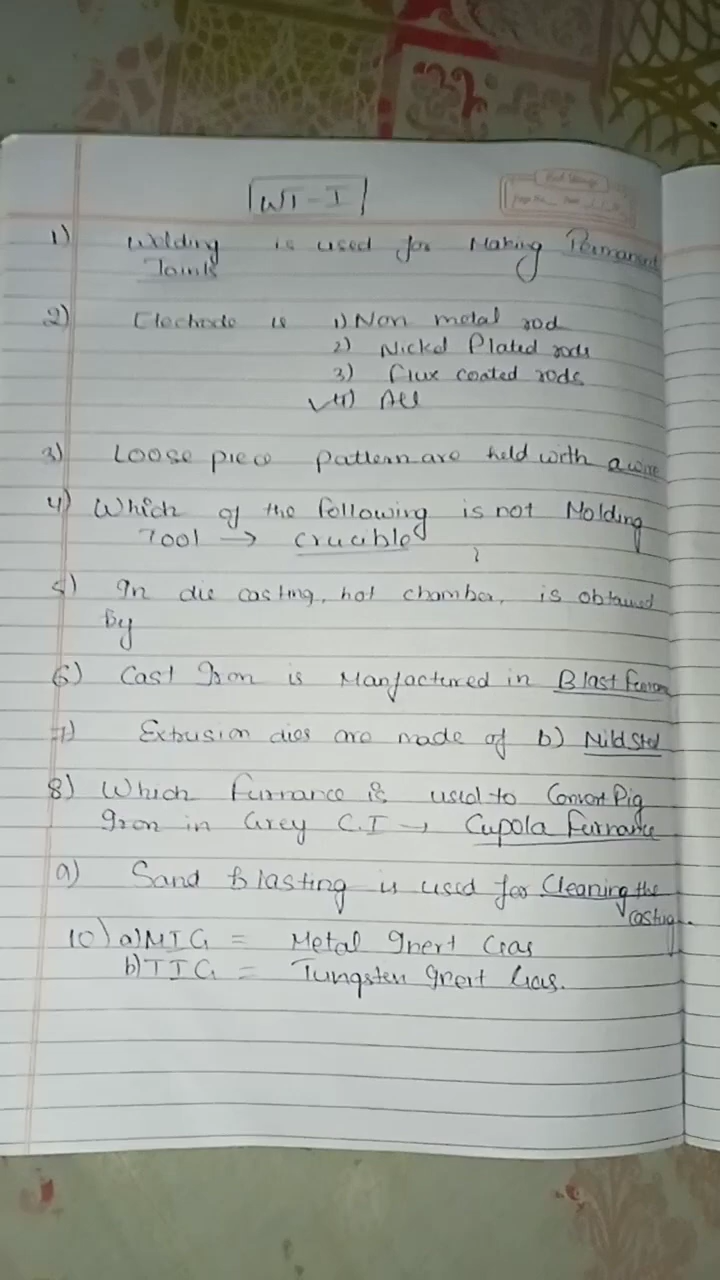 WT-I
1) Welding is used for Making Permanent
Joints
2) Electrode is 1) Non metal rod
2) Nickel Plated rods
3) flux coated rods
4) All
3) Loose piece pattern are held with a wire
4) Which of the following is not Molding
Tool → crucible
?
5) In die casting, hot chamber, is obtained
By
6) Cast Iron is Manfactured in Blast
7) Extrusion dies are made of b) Mild Steel
8) Which Furnance is used to Convert Pig
Iron in Grey C.I → Cupola Furnance
9) Sand Blasting is used for Cleaning the
Casting.
10) a) MIG = Metal Inert Gas
b) TIG = Tungsten Inert Gas.